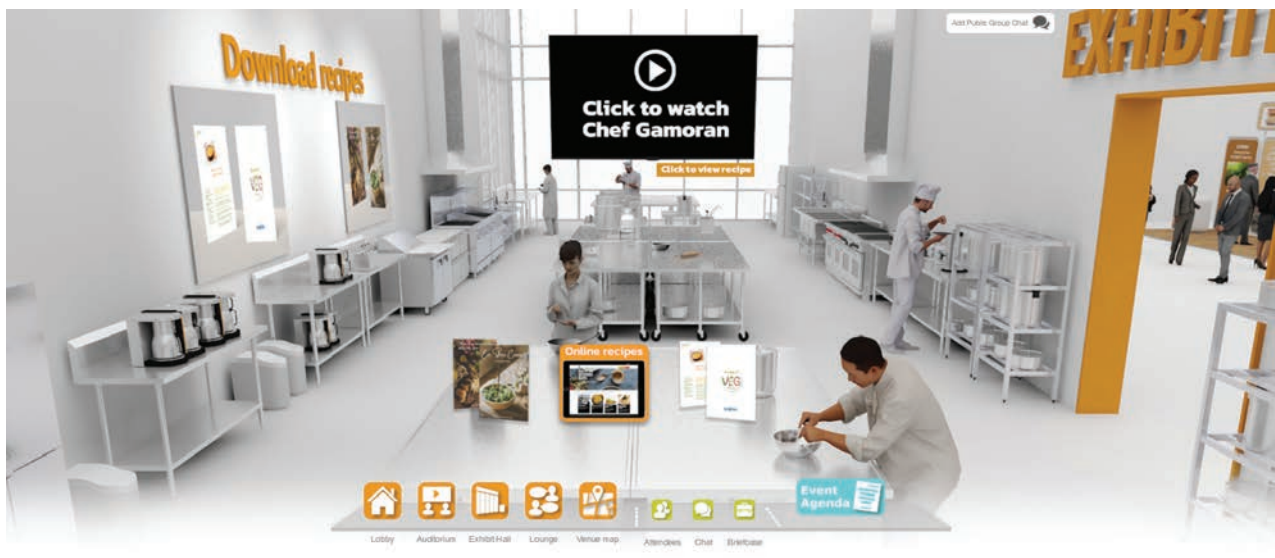 Add Public Group Chat
EXHIBIT
Download recipes
Click to watch
Chef Gamoran
Click to view recipe
VEG
Online recipes
VEG
Event
Agenda
Lobby
Auditorium
Exhibit Hall
Lounge
Venue map
Attendees
Chat
Briefcase